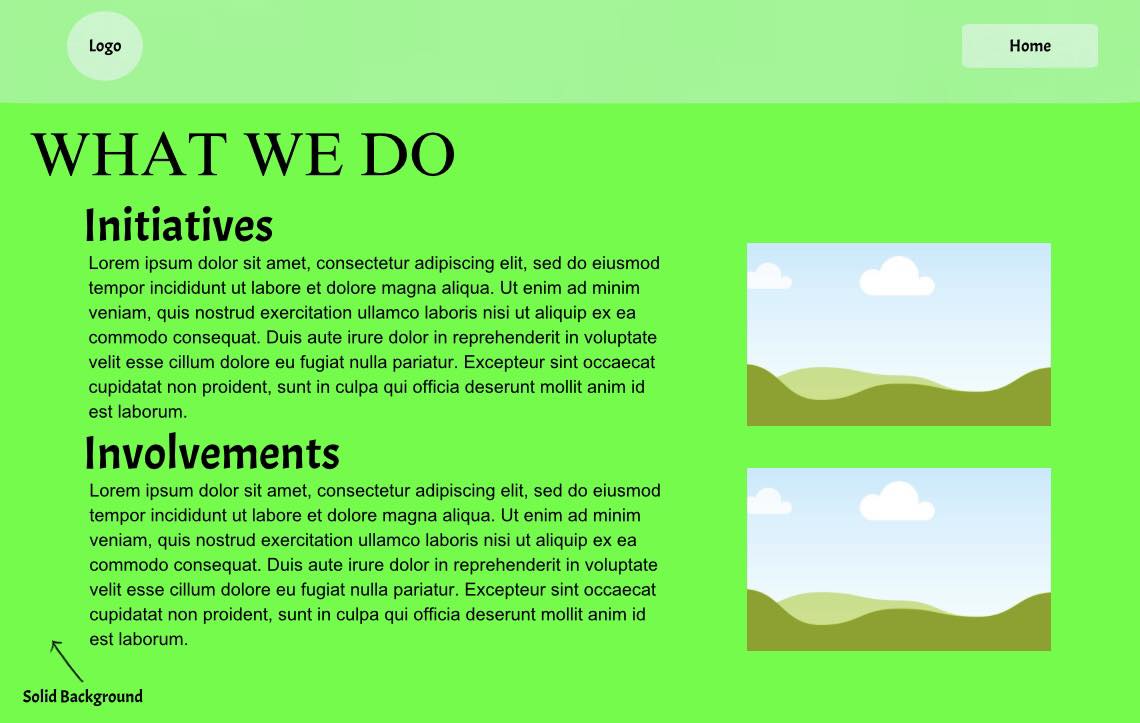 Logo
Home
WHAT WE DO
Initiatives
Lorem ipsum dolor sit amet, consectetur adipiscing elit, sed do eiusmod
tempor incididunt ut labore et dolore magna aliqua. Ut enim ad minim
veniam, quis nostrud exercitation ullamco laboris nisi ut aliquip ex ea
commodo consequat. Duis aute irure dolor in reprehenderit in voluptate
velit esse cillum dolore eu fugiat nulla pariatur. Excepteur sint occaecat
cupidatat non proident, sunt in culpa qui officia deserunt mollit anim id
est laborum.
Involvements
Lorem ipsum dolor sit amet, consectetur adipiscing elit, sed do eiusmod
tempor incididunt ut labore et dolore magna aliqua. Ut enim ad minim
veniam, quis nostrud exercitation ullamco laboris nisi ut aliquip ex ea
commodo consequat. Duis aute irure dolor in reprehenderit in voluptate
velit esse cillum dolore eu fugiat nulla pariatur. Excepteur sint occaecat
cupidatat non proident, sunt in culpa qui officia deserunt mollit anim id
est laborum.
Solid Background